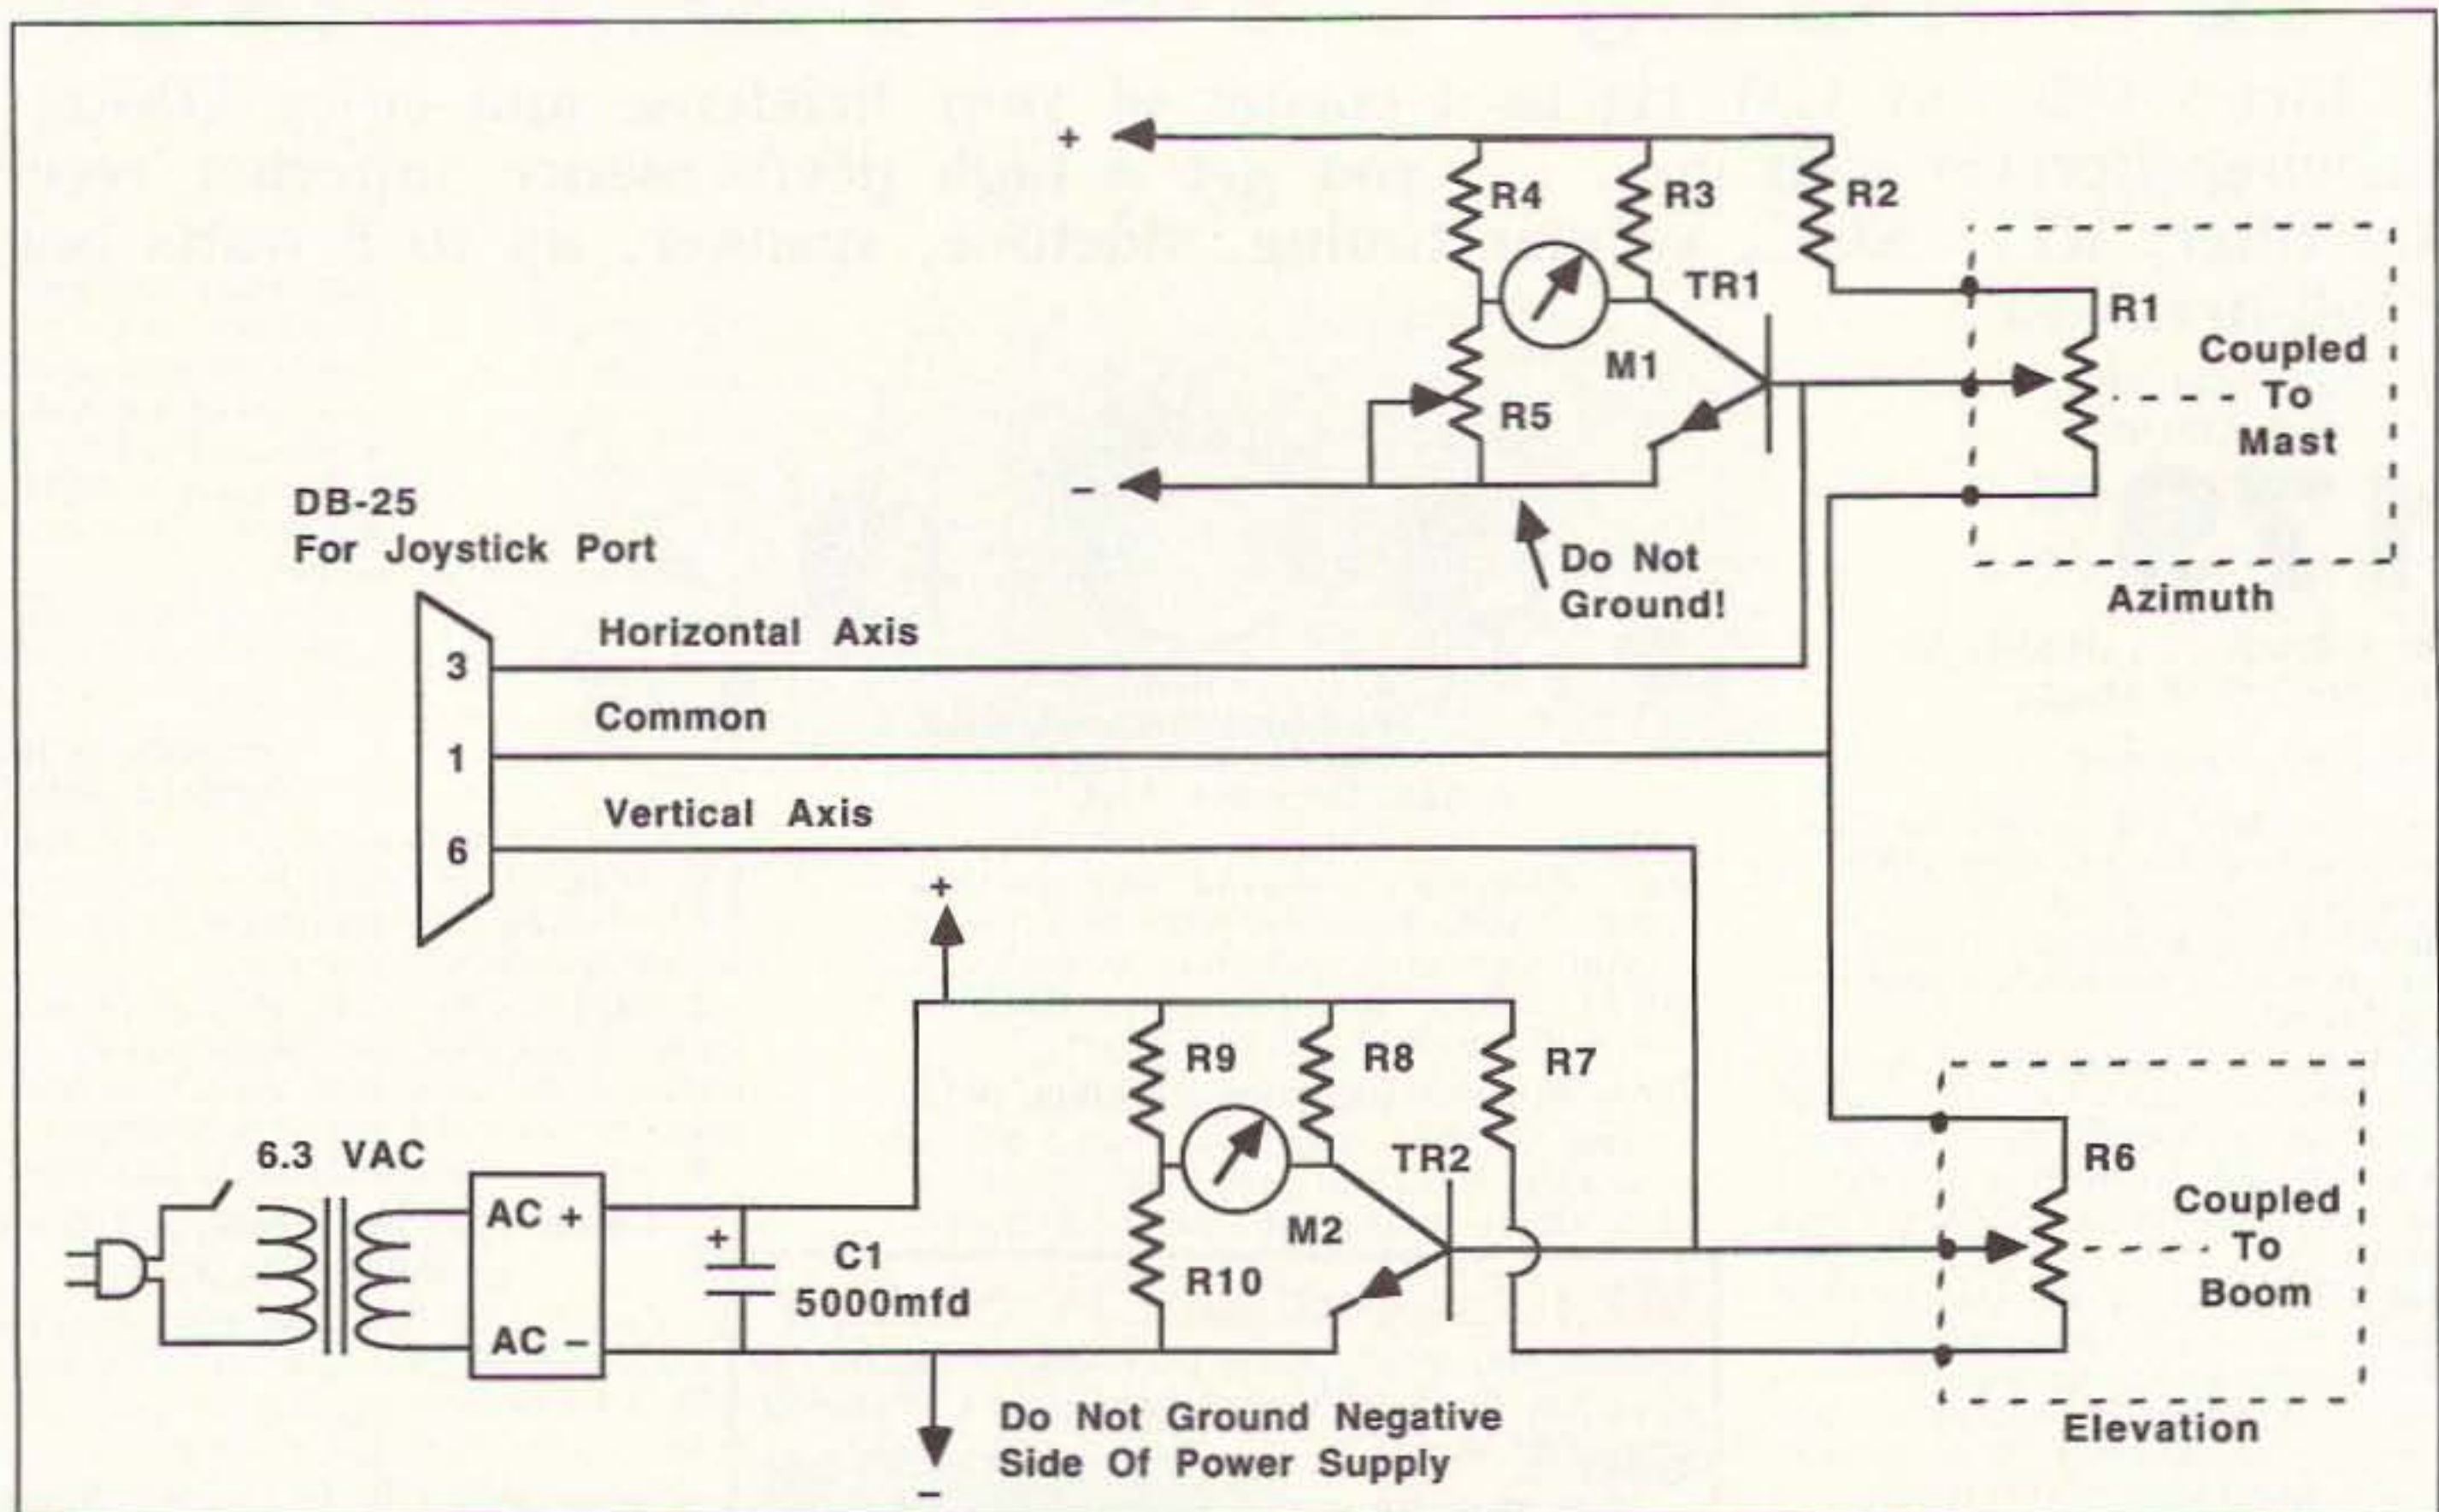 +
R4
R3
R2
TR1
R1
Coupled
To
Mast
M1
R5
–
Do Not
Ground!
Azimuth
DB-25
For Joystick Port
3
Horizontal Axis
1
Common
6
Vertical Axis
+
R9
R8
R7
TR2
M2
R10
6.3 VAC
AC +
AC –
+
C1
5000mfd
R6
Coupled
To
Boom
Elevation
Do Not Ground Negative
Side Of Power Supply
–